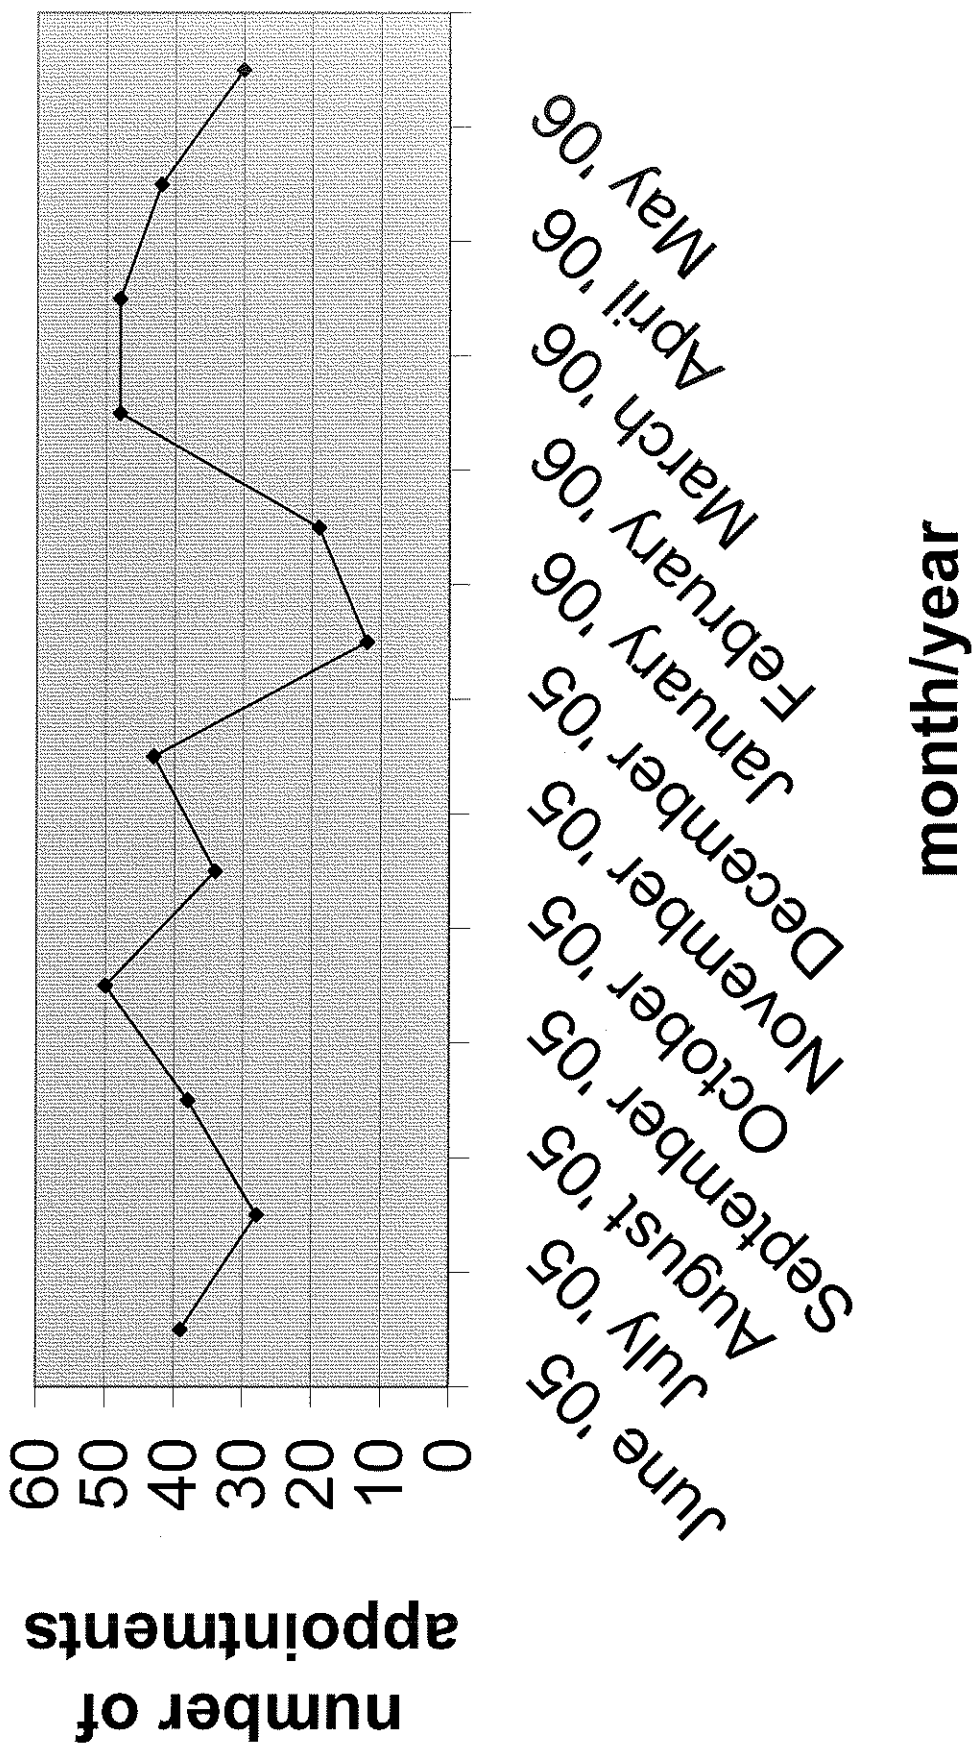 number of
appointments
60
50
40
30
20
10
0
June '05
July '05
August '05
September '05
October '05
November '05
December '05
January '06
February '06
March '06
April '06
May '06
month/year